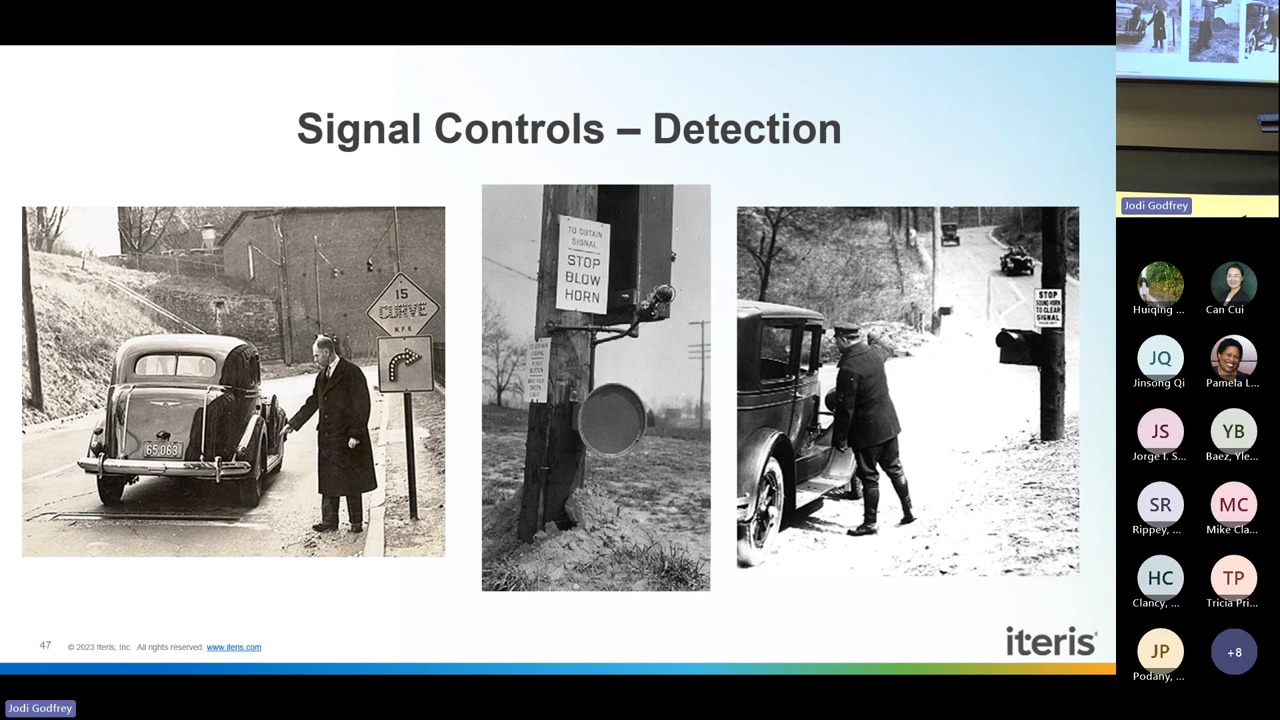 Signal Controls – Detection
15
CURVE
M.P.H.
65·063
TO OBTAIN
SIGNAL
STOP
BLOW
HORN
STOP
SOUND HORN
TO CLEAR
SIGNAL
47
© 2023 Iteris, Inc. All rights reserved. www.iteris.com
iteris
Jodi Godfrey
Jodi Godfrey
Huiqing ...
Can Cui
JQ
Jinsong Qi
Pamela L...
JS
Jorge I. S...
YB
Baez, Yle...
SR
Rippey, ...
MC
Mike Cla...
HC
Clancy, ...
TP
Tricia Pri...
JP
Podany, ...
+8